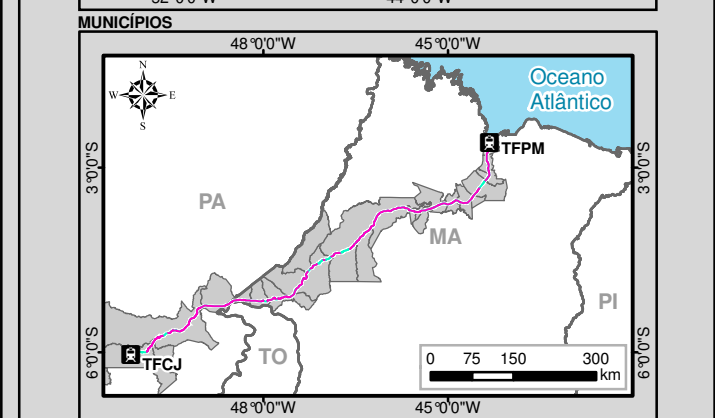 MUNICÍPIOS
48°0'0"W
45°0'0"W
N
W
E
S
Oceano
Atlântico
TFPM
3°0'0"S
3°0'0"S
PA
MA
PI
TO
TFCJ
6°0'0"S
6°0'0"S
0 75 150 300
km
48°0'0"W
45°0'0"W